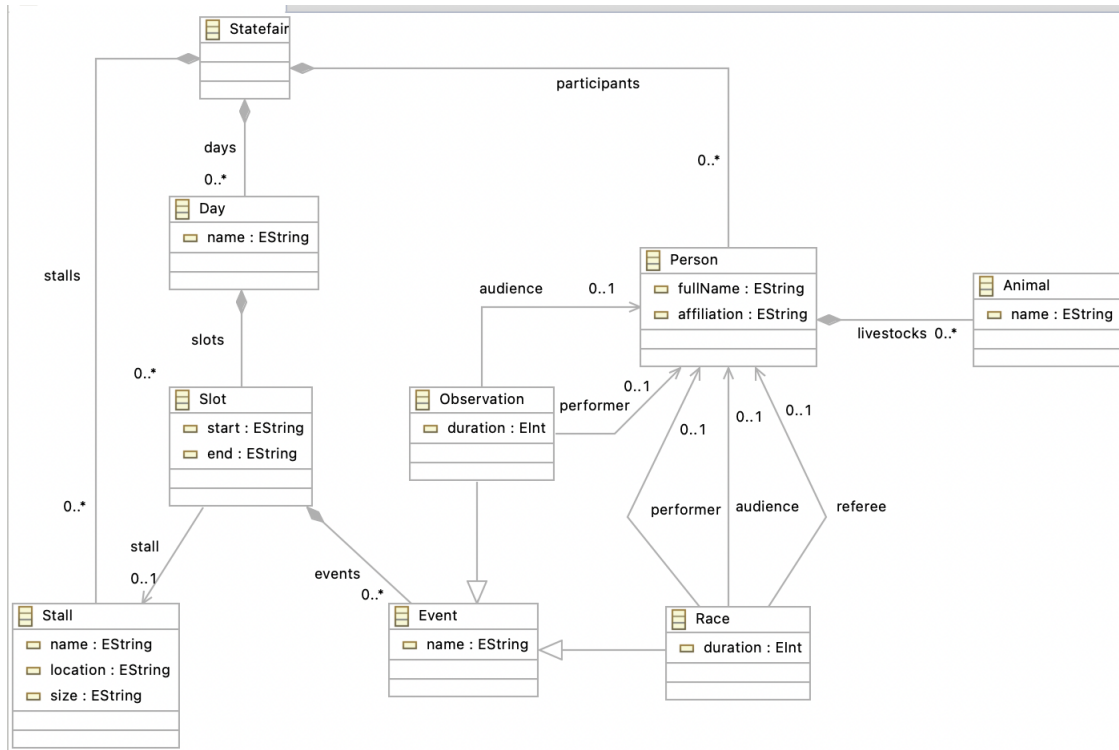 Statefair
participants
0..*
days
0..*
Day
name : EString
stalls
0..*
slots
0..*
Person
fullName : EString
affiliation : EString
Animal
name : EString
livestocks 0..*
audience
0..1
Slot
start : EString
end : EString
Observation
duration : EInt
performer
0..1
0..1
performer
0..1
audience
0..1
referee
stall
0..1
events
0..*
Stall
name : EString
location : EString
size : EString
Event
name : EString
Race
duration : EInt